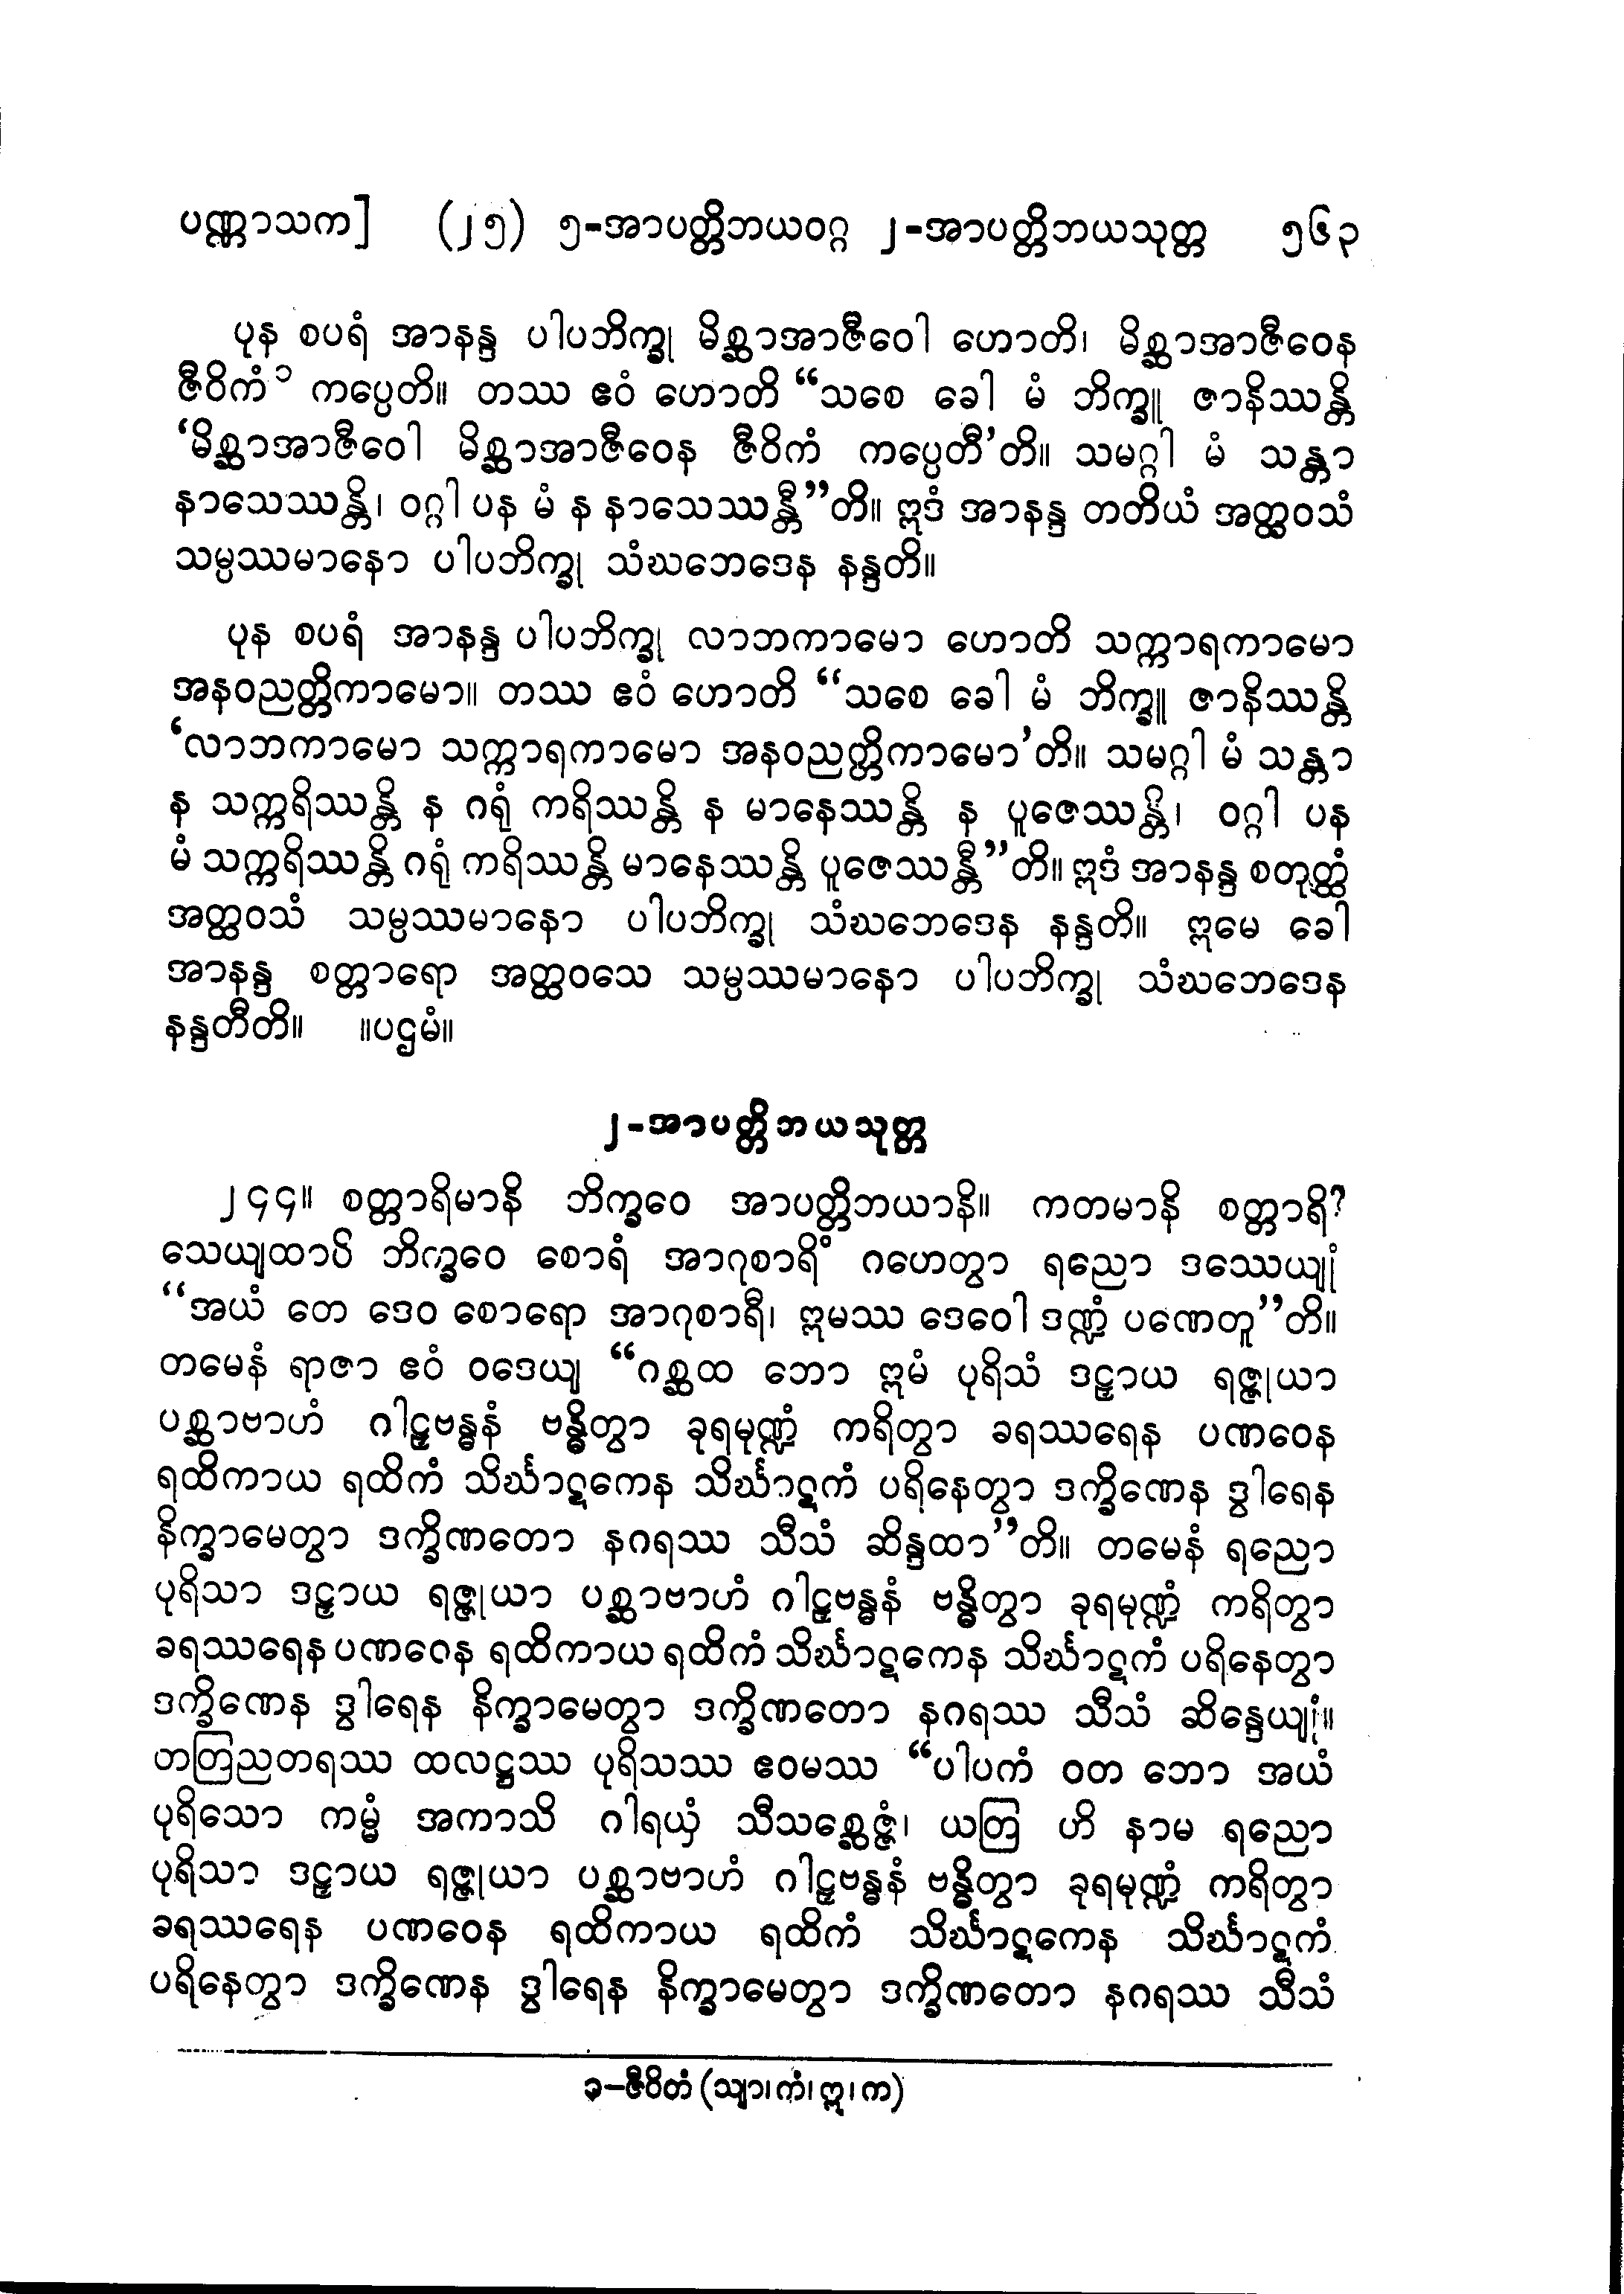 ပဏ္ဏာသက] (၂၅) ၅-အာပတ္တိဘယဝဂ္ဂ ၂-အာပတ္တိဘယသုတ္တ ၅၆၃
ပုန စပရံ အာနန္ဒ ပါပဘိက္ခု မိစ္ဆာအာဇီဝေါ ဟောတိ၊ မိစ္ဆာအာဇီဝေန
ဇီဝိကံ ၁ ကပ္ပေတိ။ တဿ ဧဝံ ဟောတိ “သစေ ခေါ မံ ဘိက္ခူ ဇာနိဿန္တိ
‘မိစ္ဆာအာဇီဝေါ မိစ္ဆာအာဇီဝေန ဇီဝိကံ ကပ္ပေတီ’တိ။ သမဂ္ဂါ မံ သန္တာ
နာသေဿန္တိ၊ ဝဂ္ဂါ ပန မံ န နာသေဿန္တီ”တိ။ ဣဒံ အာနန္ဒ တတိယံ အတ္ထဝသံ
သမ္ပဿမာနော ပါပဘိက္ခု သံဃဘေဒေန နန္ဒတိ။
ပုန စပရံ အာနန္ဒ ပါပဘိက္ခု လာဘကာမော ဟောတိ သက္ကာရကာမော
အနဝညတ္တိကာမော။ တဿ ဧဝံ ဟောတိ “သစေ ခေါ မံ ဘိက္ခူ ဇာနိဿန္တိ
‘လာဘကာမော သက္ကာရကာမော အနဝညတ္တိကာမော’တိ။ သမဂ္ဂါ မံ သန္တာ
န သက္ကရိဿန္တိ န ဂရုံ ကရိဿန္တိ န မာနေဿန္တိ န ပူဇေဿန္တိ၊ ဝဂ္ဂါ ပန
မံ သက္ကရိဿန္တိ ဂရုံ ကရိဿန္တိ မာနေဿန္တိ ပူဇေဿန္တီ”တိ။ ဣဒံ အာနန္ဒ စတုတ္ထံ
အတ္ထဝသံ သမ္ပဿမာနော ပါပဘိက္ခု သံဃဘေဒေန နန္ဒတိ။ ဣမေ ခေါ
အာနန္ဒ စတ္တာရော အတ္ထဝသေ သမ္ပဿမာနော ပါပဘိက္ခု သံဃဘေဒေန
နန္ဒတီတိ။ ။ပဌမံ။
၂-အာပတ္တိဘယသုတ္တ
၂၄၄။ စတ္တာရိမာနိ ဘိက္ခဝေ အာပတ္တိဘယာနိ။ ကတမာနိ စတ္တာရိ?
သေယျထာပိ ဘိက္ခဝေ စောရံ အာဂုစာရိံ ဂဟေတွာ ရညော ဒဿေယျုံ
“အယံ တေ ဒေဝ စောရော အာဂုစာရီ၊ ဣမဿ ဒေဝေါ ဒဏ္ဍံ ပဏေတူ”တိ။
တမေနံ ရာဇာ ဧဝံ ဝဒေယျ “ဂစ္ဆထ ဘော ဣမံ ပုရိသံ ဒဠှာယ ရဇ္ဇုယာ
ပစ္ဆာဗာဟံ ဂါဠှဗန္ဓနံ ဗန္ဓိတွာ ခုရမုဏ္ဍံ ကရိတွာ ခရဿရေန ပဏဝေန
ရထိကာယ ရထိကံ သိင်္ဃာဋကေန သိင်္ဃာဋကံ ပရိနေတွာ ဒက္ခိဏေန ဒွါရေန
နိက္ခာမေတွာ ဒက္ခိဏတော နဂရဿ သီသံ ဆိန္ဒထာ”တိ။ တမေနံ ရညော
ပုရိသာ ဒဠှာယ ရဇ္ဇုယာ ပစ္ဆာဗာဟံ ဂါဠှဗန္ဓနံ ဗန္ဓိတွာ ခုရမုဏ္ဍံ ကရိတွာ
ခရဿရေန ပဏဝေန ရထိကာယ ရထိကံ သိင်္ဃာဋကေန သိင်္ဃာဋကံ ပရိနေတွာ
ဒက္ခိဏေန ဒွါရေန နိက္ခာမေတွာ ဒက္ခိဏတော နဂရဿ သီသံ ဆိန္ဒေယျုံ။
တတြညတရဿ ထလဋ္ဌဿ ပုရိသဿ ဧဝမဿ “ပါပကံ ဝတ ဘော အယံ
ပုရိသော ကမ္မံ အကာသိ ဂါရယှံ သီသစ္ဆေဇ္ဇံ၊ ယတြ ဟိ နာမ ရညော
ပုရိသာ ဒဠှာယ ရဇ္ဇုယာ ပစ္ဆာဗာဟံ ဂါဠှဗန္ဓနံ ဗန္ဓိတွာ ခုရမုဏ္ဍံ ကရိတွာ
ခရဿရေန ပဏဝေန ရထိကာယ ရထိကံ သိင်္ဃာဋကေန သိင်္ဃာဋကံ
ပရိနေတွာ ဒက္ခိဏေန ဒွါရေန နိက္ခာမေတွာ ဒက္ခိဏတော နဂရဿ သီသံ
၁-ဇီဝိတံ (သျာ၊ ကံ၊ ဣ၊ က)